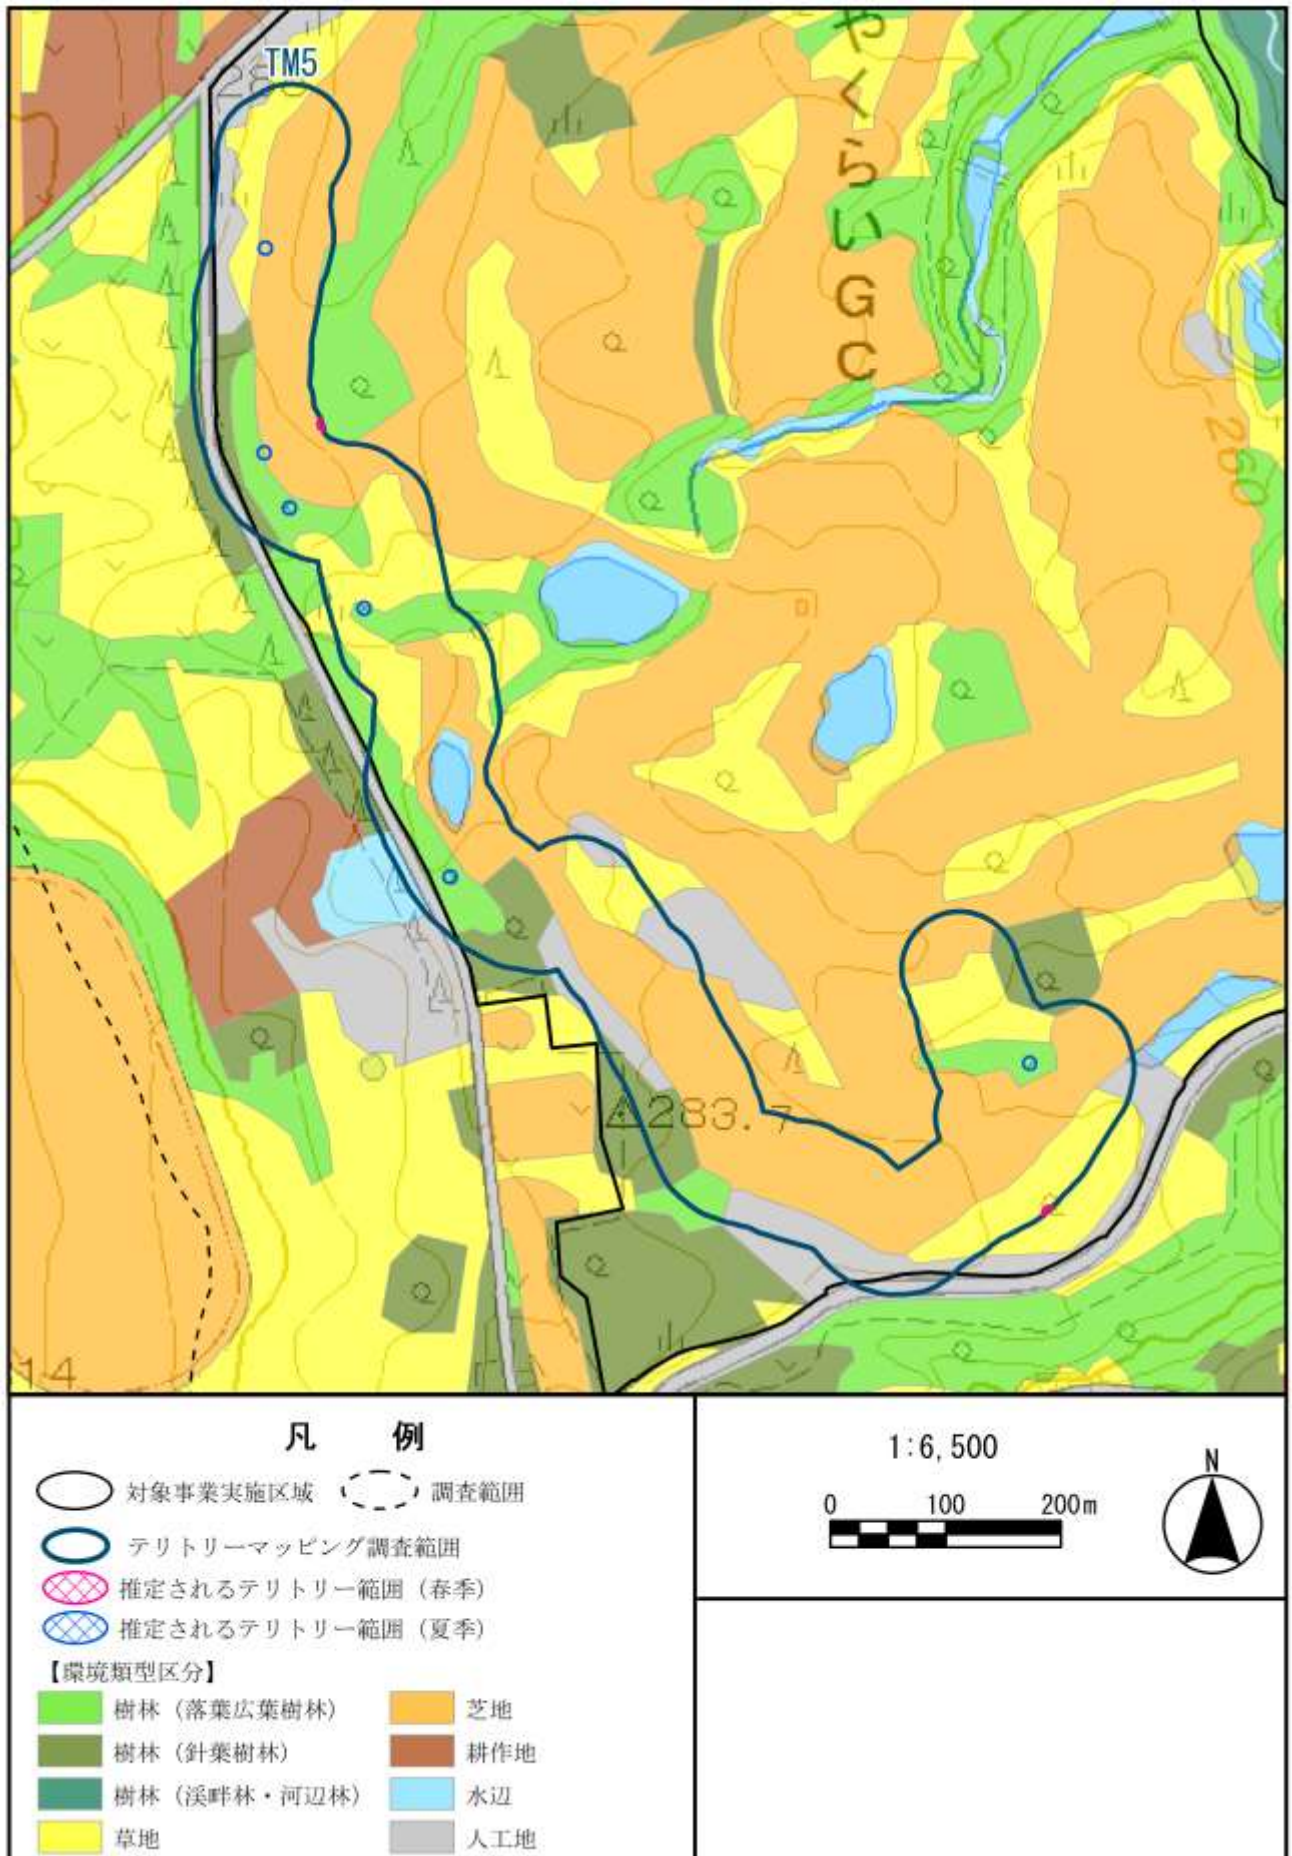 TM5
やくらいGC
260
283.7
14
凡 例
対象事業実施区域 調査範囲
テリトリーマッピング調査範囲
推定されるテリトリー範囲（春季）
推定されるテリトリー範囲（夏季）
【環境類型区分】
樹林（落葉広葉樹林） 芝地
樹林（針葉樹林） 耕作地
樹林（渓畔林・河辺林） 水辺
草地 人工地
1:6,500
0 100 200m
N